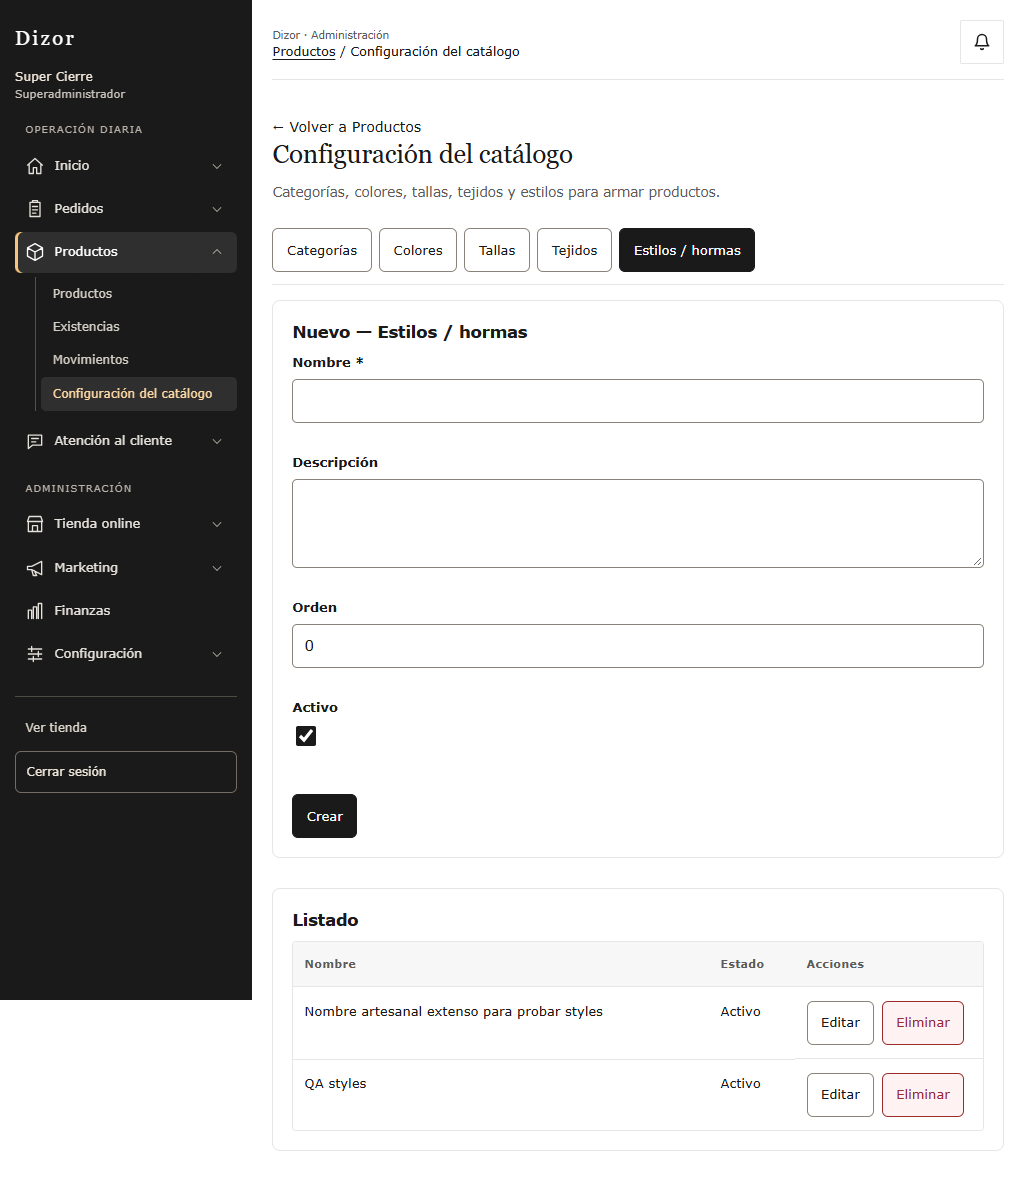 Dizor
Super Cierre
Superadministrador
OPERACIÓN DIARIA
Inicio
Pedidos
Productos
Productos
Existencias
Movimientos
Configuración del catálogo
Atención al cliente
ADMINISTRACIÓN
Tienda online
Marketing
Finanzas
Configuración
Ver tienda
Cerrar sesión
Dizor · Administración
Productos / Configuración del catálogo
← Volver a Productos
Configuración del catálogo
Categorías, colores, tallas, tejidos y estilos para armar productos.
Categorías Colores Tallas Tejidos Estilos / hormas
Nuevo — Estilos / hormas
Nombre *
Descripción
Orden
0
Activo
Crear
Listado
Nombre Estado Acciones
Nombre artesanal extenso para probar styles Activo Editar Eliminar
QA styles Activo Editar Eliminar